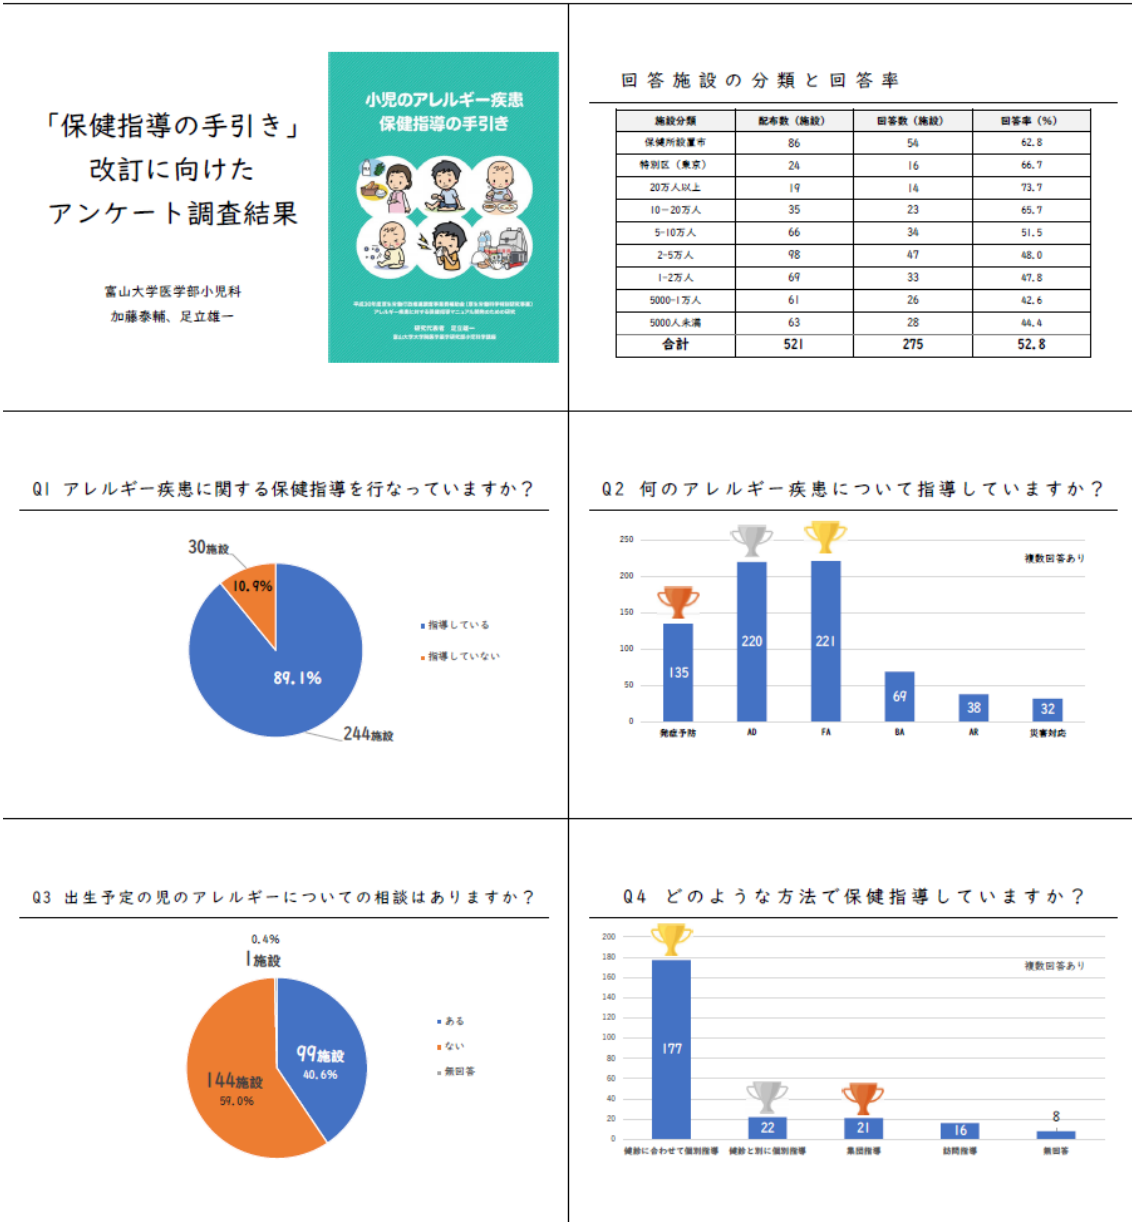 「保健指導の手引き」
改訂に向けた
アンケート調査結果
富山大学医学部小児科
加藤泰輔、足立雄一
小児のアレルギー疾患
保健指導の手引き
研究代表者 足立雄一
回答施設の分類と回答率
施設分類 配布数（施設） 回答数（施設） 回答率（%）
保健所設置市 86 54 62.8
特別区（東京） 24 16 66.7
20万人以上 19 14 73.7
10－20万人 35 23 65.7
5-10万人 66 34 51.5
2-5万人 98 47 48.0
1-2万人 69 33 47.8
5000-1万人 61 26 42.6
5000人未満 63 28 44.4
合計 521 275 52.8
Q1 アレルギー疾患に関する保健指導を行なっていますか？
30施設
10.9%
89.1%
244施設
指導している
指導していない
Q2 何のアレルギー疾患について指導していますか？
複数回答あり
250
200
150
100
50
0
135
220
221
69
38
32
発症予防 AD FA BA AR 災害対応
Q3 出生予定の児のアレルギーについての相談はありますか？
0.4%
1施設
99施設
40.6%
144施設
59.0%
ある
ない
無回答
Q4 どのような方法で保健指導していますか？
複数回答あり
200
180
160
140
120
100
80
60
40
20
0
177
22
21
16
8
健診に合わせて個別指導 健診と別に個別指導 集団指導 訪問指導 無回答